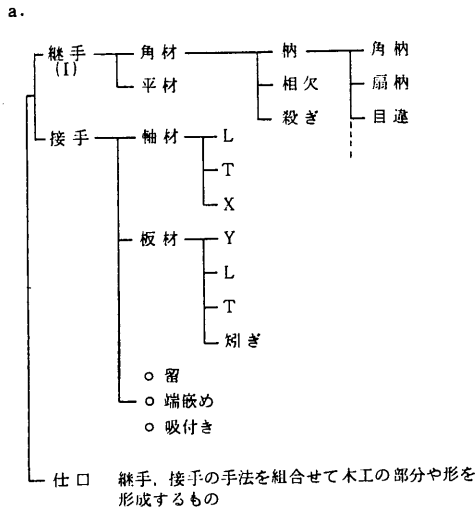 a.
継手 角材 枘 角枘
(I) 平材 相欠 扇枘
殺ぎ 目違
接手 軸材 L
T
X
板材 Y
L
T
矧ぎ
○ 留
○ 端嵌め
○ 吸付き
仕口 継手,接手の手法を組合せて木工の部分や形を
形成するもの